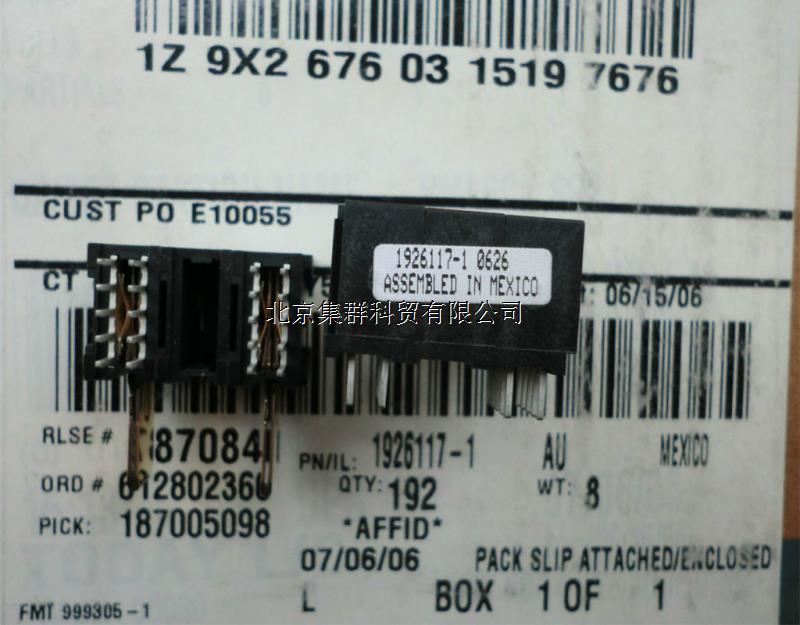 1Z 9X2 676 03 1519 7676
CUST PO E10055
1926117-1 0626
ASSEMBLED IN MEXICO
CT
06/15/06
北京集群科贸有限公司
RLSE #
87084
PN/IL: 1926117-1 AU MEXICO
ORD # 612802360
QTY: 192 WT: 8
PICK: 187005098
*AFFID*
07/06/06 PACK SLIP ATTACHED/ENCLOSED
L BOX 1 OF 1
FMT 999305-1